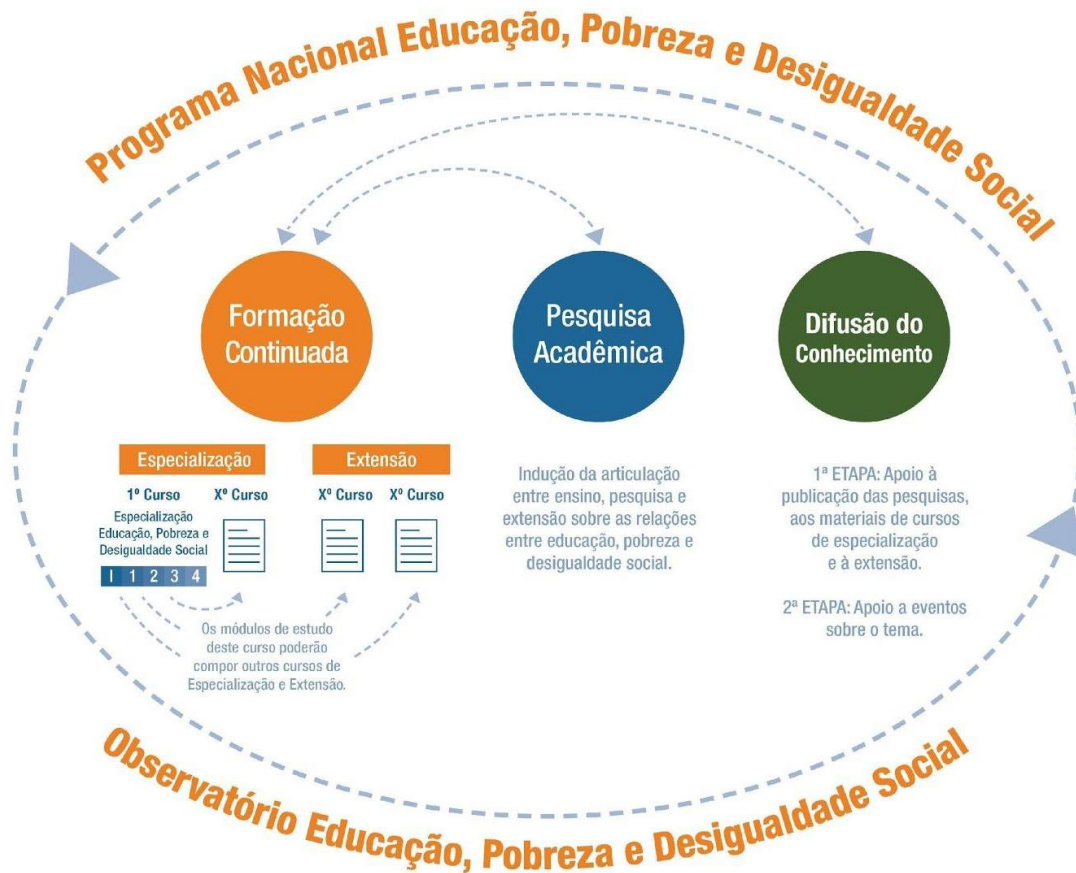 Programa Nacional Educação, Pobreza e Desigualdade Social
Formação
Continuada
Pesquisa
Acadêmica
Difusão do
Conhecimento
Especialização
Extensão
1º Curso
Xº Curso
Xº Curso
Xº Curso
Especialização
Educação, Pobreza e
Desigualdade Social
I 1 2 3 4
Os módulos de estudo
deste curso poderão
compor outros cursos de
Especialização e Extensão.
Indução da articulação
entre ensino, pesquisa e
extensão sobre as relações
entre educação, pobreza e
desigualdade social.
1ª ETAPA: Apoio à
publicação das pesquisas,
aos materiais de cursos
de especialização
e à extensão.
2ª ETAPA: Apoio a eventos
sobre o tema.
Observatório Educação, Pobreza e Desigualdade Social